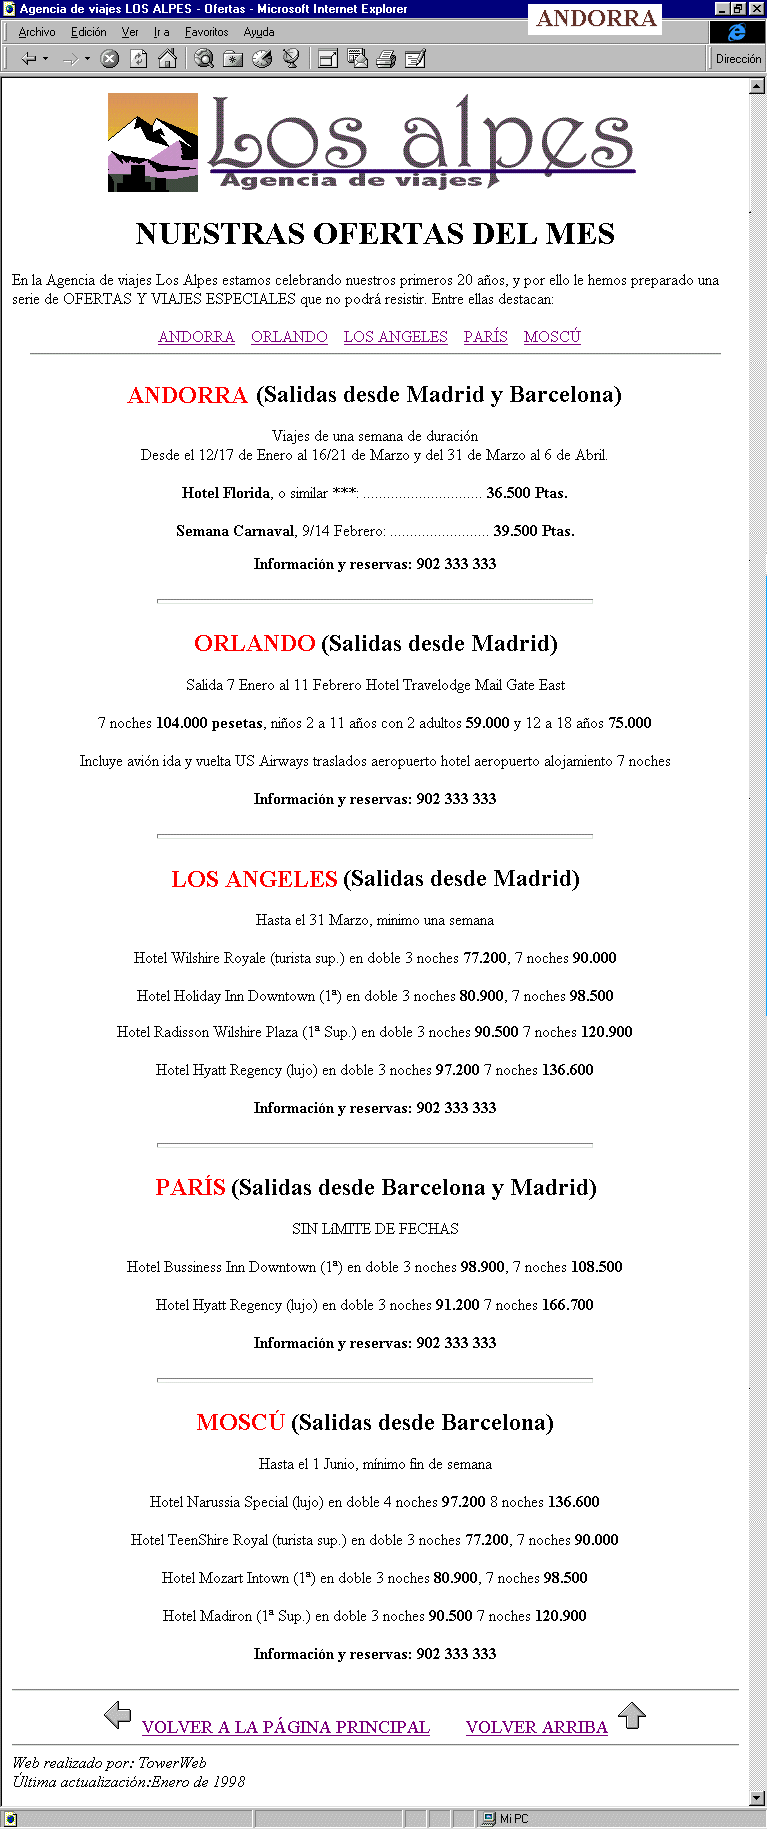 Agencia de viajes LOS ALPES - Ofertas - Microsoft Internet Explorer
ANDORRA
Archivo Edición Ver Ir a Favoritos Ayuda
Dirección
Los alpes
Agencia de viajes
NUESTRAS OFERTAS DEL MES
En la Agencia de viajes Los Alpes estamos celebrando nuestros primeros 20 años, y por ello le hemos preparado una
serie de OFERTAS Y VIAJES ESPECIALES que no podrá resistir. Entre ellas destacan:
ANDORRA ORLANDO LOS ANGELES PARÍS MOSCÚ
ANDORRA (Salidas desde Madrid y Barcelona)
Viajes de una semana de duración
Desde el 12/17 de Enero al 16/21 de Marzo y del 31 de Marzo al 6 de Abril.
Hotel Florida, o similar ***: .............................. 36.500 Ptas.
Semana Carnaval, 9/14 Febrero: ......................... 39.500 Ptas.
Información y reservas: 902 333 333
ORLANDO (Salidas desde Madrid)
Salida 7 Enero al 11 Febrero Hotel Travelodge Mail Gate East
7 noches 104.000 pesetas, niños 2 a 11 años con 2 adultos 59.000 y 12 a 18 años 75.000
Incluye avión ida y vuelta US Airways traslados aeropuerto hotel aeropuerto alojamiento 7 noches
Información y reservas: 902 333 333
LOS ANGELES (Salidas desde Madrid)
Hasta el 31 Marzo, minimo una semana
Hotel Wilshire Royale (turista sup.) en doble 3 noches 77.200, 7 noches 90.000
Hotel Holiday Inn Downtown (1ª) en doble 3 noches 80.900, 7 noches 98.500
Hotel Radisson Wilshire Plaza (1ª Sup.) en doble 3 noches 90.500 7 noches 120.900
Hotel Hyatt Regency (lujo) en doble 3 noches 97.200 7 noches 136.600
Información y reservas: 902 333 333
PARÍS (Salidas desde Barcelona y Madrid)
SIN LíMITE DE FECHAS
Hotel Bussiness Inn Downtown (1ª) en doble 3 noches 98.900, 7 noches 108.500
Hotel Hyatt Regency (lujo) en doble 3 noches 91.200 7 noches 166.700
Información y reservas: 902 333 333
MOSCÚ (Salidas desde Barcelona)
Hasta el 1 Junio, mínimo fin de semana
Hotel Narussia Special (lujo) en doble 4 noches 97.200 8 noches 136.600
Hotel TeenShire Royal (turista sup.) en doble 3 noches 77.200, 7 noches 90.000
Hotel Mozart Intown (1ª) en doble 3 noches 80.900, 7 noches 98.500
Hotel Madiron (1ª Sup.) en doble 3 noches 90.500 7 noches 120.900
Información y reservas: 902 333 333
VOLVER A LA PÁGINA PRINCIPAL VOLVER ARRIBA
Web realizado por: TowerWeb
Última actualización:Enero de 1998
Mi PC